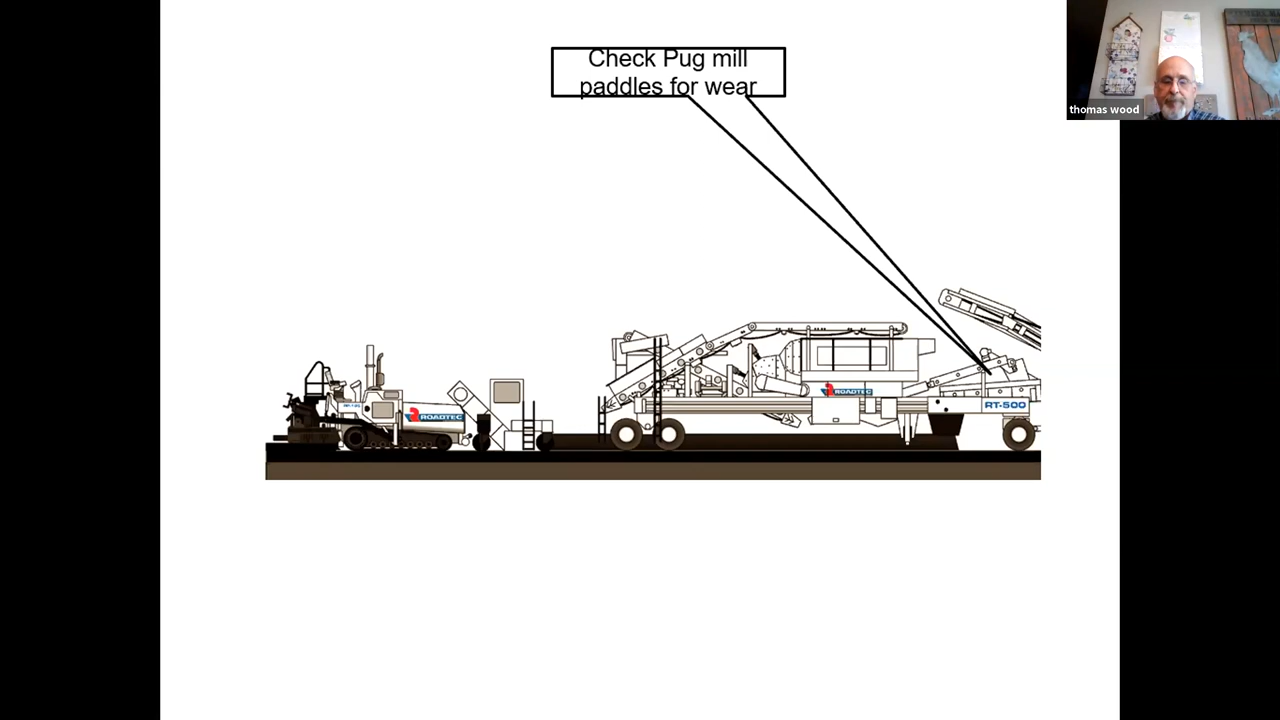 Check Pug mill
paddles for wear
thomas wood
ROADTEC
ROADTEC
RT-500